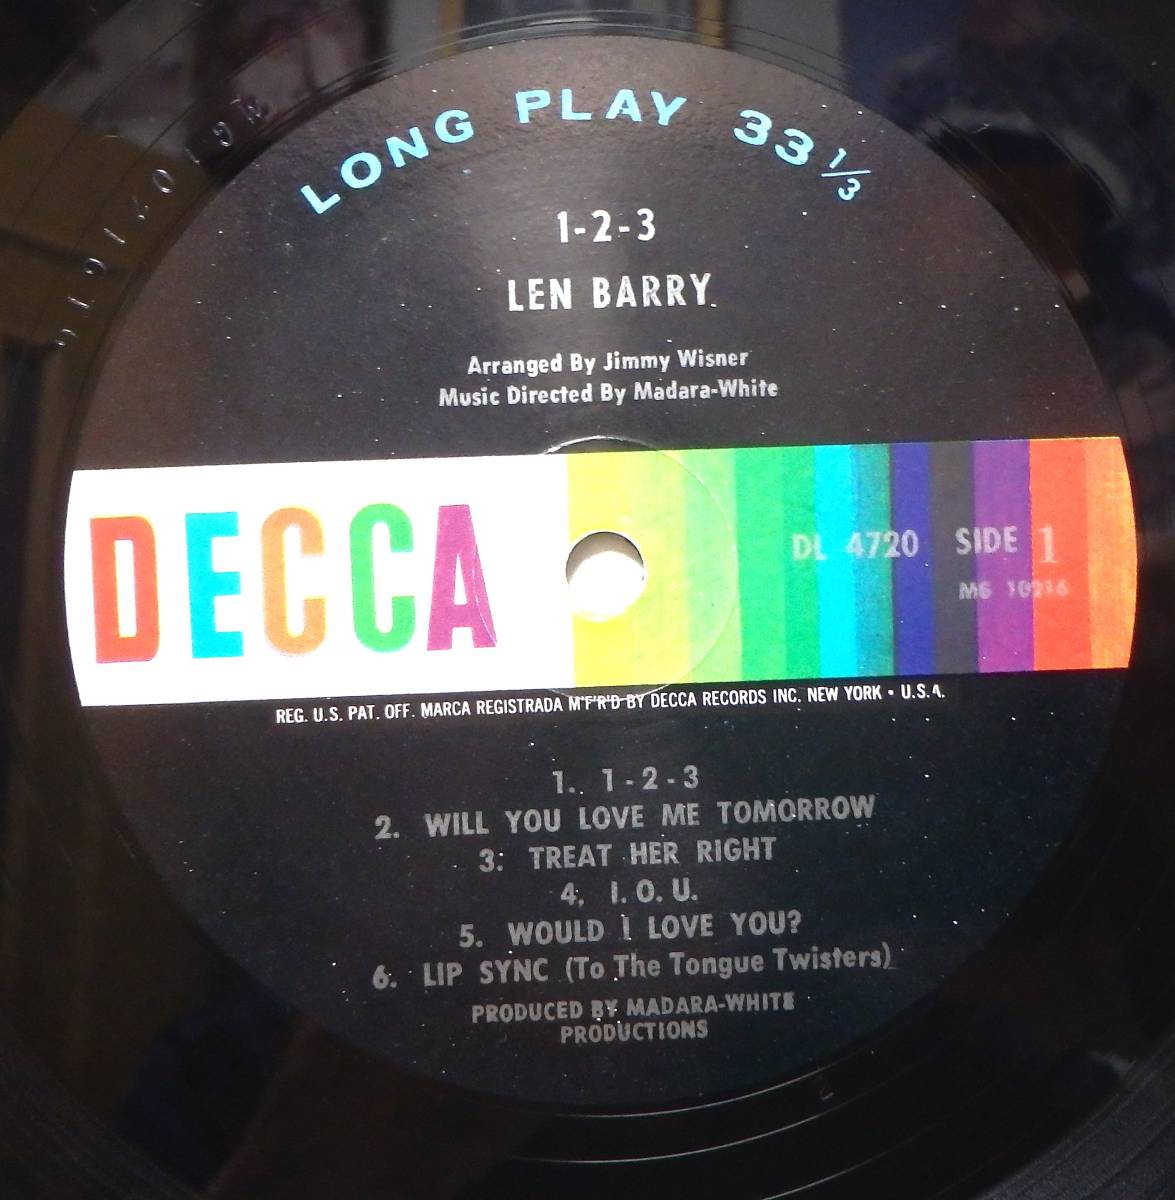 LONG PLAY 33 1/3
1-2-3
LEN BARRY
Arranged By Jimmy Wisner
Music Directed By Madara-White
DECCA
DL 4720 SIDE 1
MG 10216
REG. U.S. PAT. OFF. MARCA REGISTRADA M'F'R'D BY DECCA RECORDS INC. NEW YORK • U.S.A.
1. 1-2-3
2. WILL YOU LOVE ME TOMORROW
3. TREAT HER RIGHT
4. I.O.U.
5. WOULD I LOVE YOU?
6. LIP SYNC (To The Tongue Twisters)
PRODUCED BY MADARA-WHITE
PRODUCTIONS